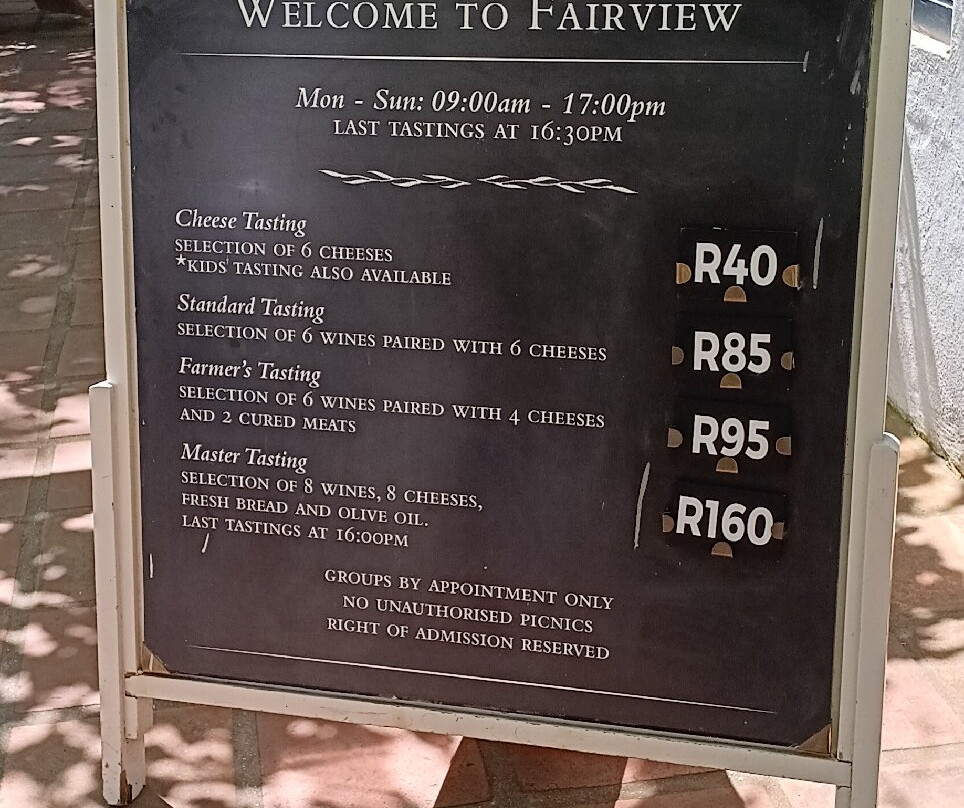 WELCOME TO FAIRVIEW
Mon - Sun: 09:00am - 17:00pm
LAST TASTINGS AT 16:30PM
Cheese Tasting
SELECTION OF 6 CHEESES
*KIDS' TASTING ALSO AVAILABLE
R40
Standard Tasting
SELECTION OF 6 WINES PAIRED WITH 6 CHEESES
R85
Farmer's Tasting
SELECTION OF 6 WINES PAIRED WITH 4 CHEESES
AND 2 CURED MEATS
R95
Master Tasting
SELECTION OF 8 WINES, 8 CHEESES,
FRESH BREAD AND OLIVE OIL.
LAST TASTINGS AT 16:00PM
R160
GROUPS BY APPOINTMENT ONLY
NO UNAUTHORISED PICNICS
RIGHT OF ADMISSION RESERVED